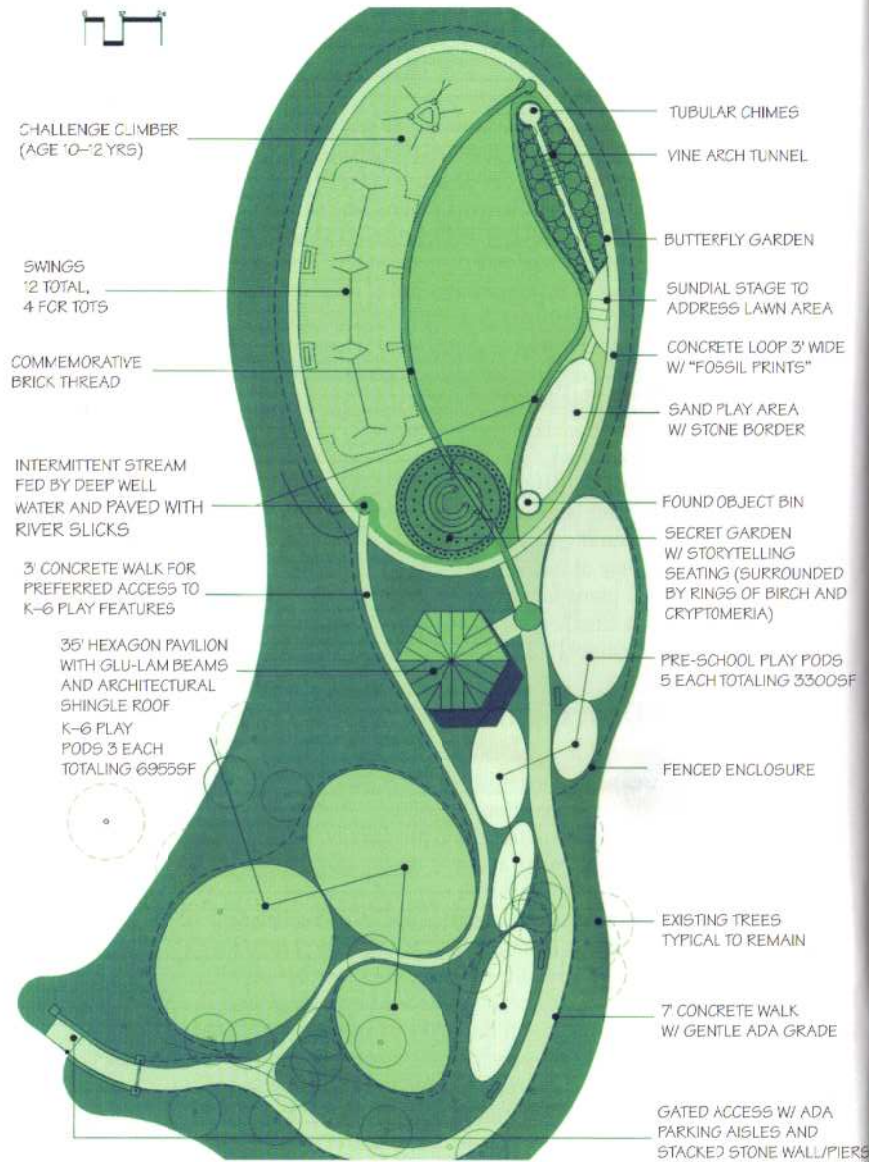 0 12 24
CHALLENGE CLIMBER
(AGE 10–12 YRS)
SWINGS
12 TOTAL,
4 FOR TOTS
COMMEMORATIVE
BRICK THREAD
INTERMITTENT STREAM
FED BY DEEP WELL
WATER AND PAVED WITH
RIVER SLICKS
3' CONCRETE WALK FOR
PREFERRED ACCESS TO
K–6 PLAY FEATURES
35' HEXAGON PAVILION
WITH GLU-LAM BEAMS
AND ARCHITECTURAL
SHINGLE ROOF
K–6 PLAY
PODS 3 EACH
TOTALING 6955SF
TUBULAR CHIMES
VINE ARCH TUNNEL
BUTTERFLY GARDEN
SUNDIAL STAGE TO
ADDRESS LAWN AREA
CONCRETE LOOP 3' WIDE
W/ "FOSSIL PRINTS"
SAND PLAY AREA
W/ STONE BORDER
FOUND OBJECT BIN
SECRET GARDEN
W/ STORYTELLING
SEATING (SURROUNDED
BY RINGS OF BIRCH AND
CRYPTOMERIA)
PRE-SCHOOL PLAY PODS
5 EACH TOTALING 3300SF
FENCED ENCLOSURE
EXISTING TREES
TYPICAL TO REMAIN
7' CONCRETE WALK
W/ GENTLE ADA GRADE
GATED ACCESS W/ ADA
PARKING AISLES AND
STACKED STONE WALL/PIERS